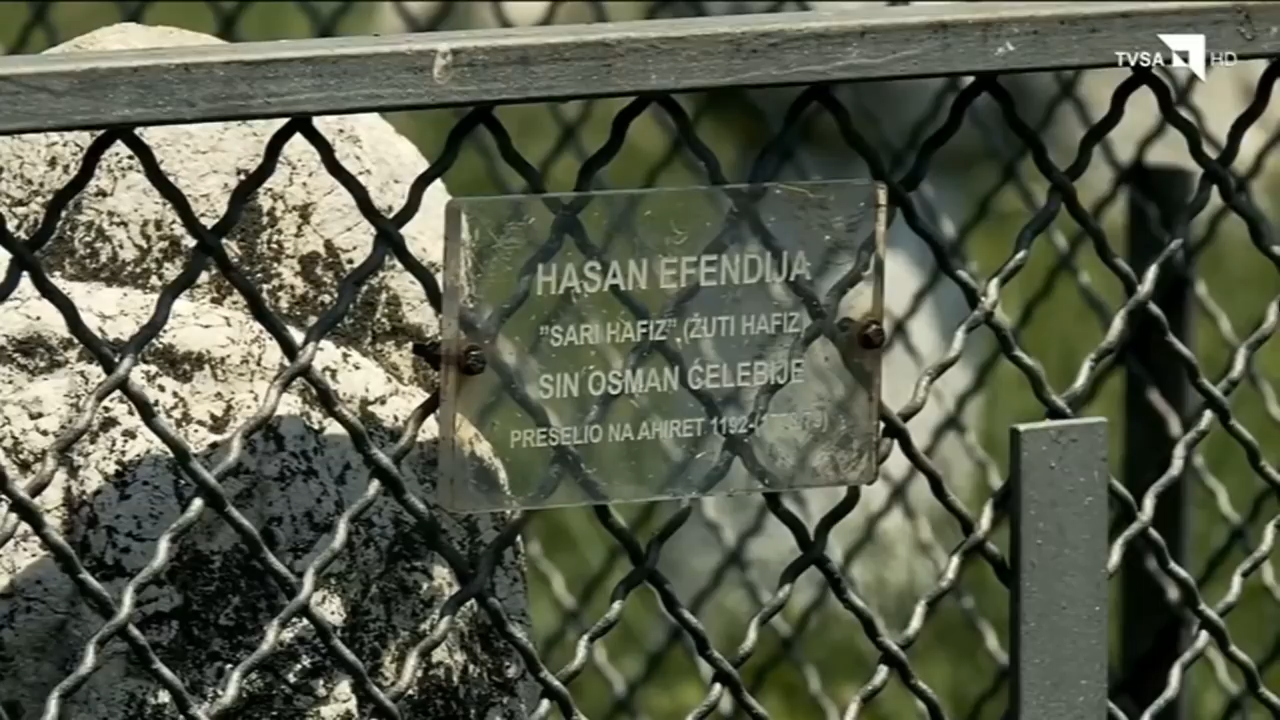 TVSA HD
HASAN EFENDIJA
"SARI HAFIZ" (ŽUTI HAFIZ)
SIN OSMAN ĆELEBIJE
PRESELIO NA AHIRET 1192-